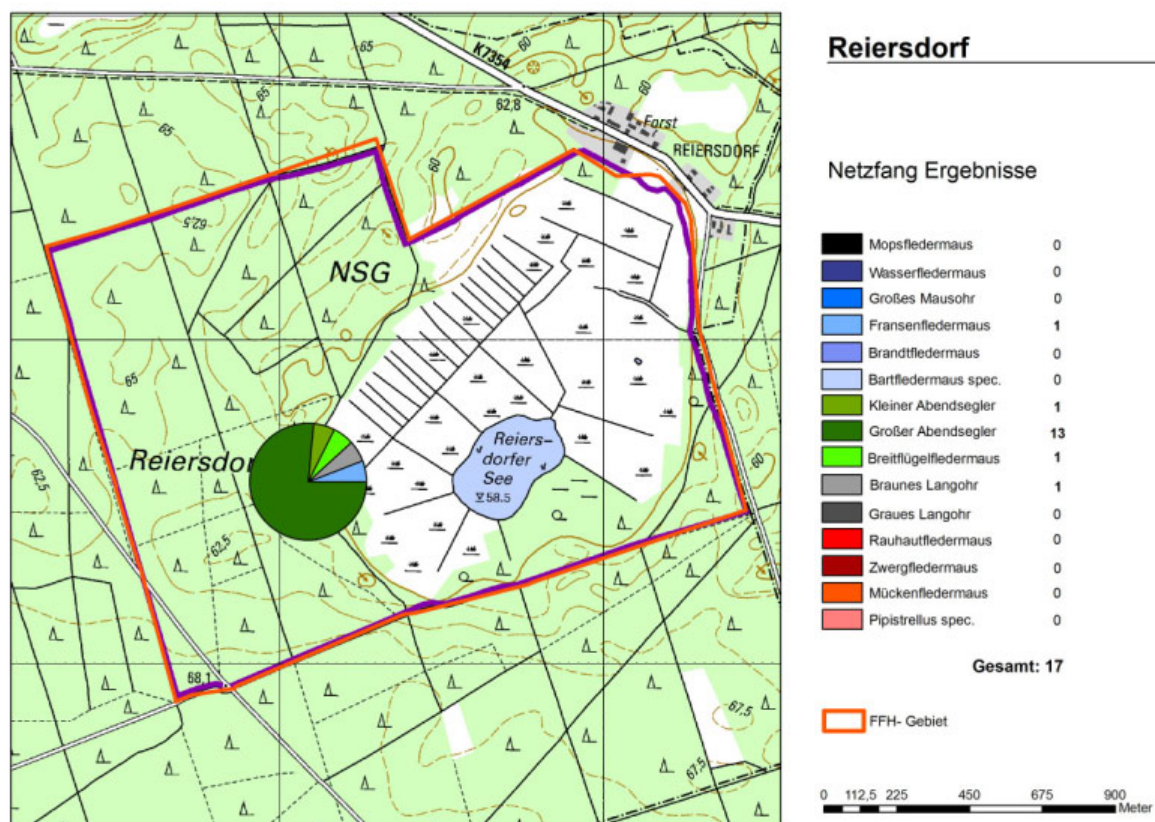 Reiersdorf
Netzfang Ergebnisse
Mopsfledermaus 0
Wasserfledermaus 0
Großes Mausohr 0
Fransenfledermaus 1
Brandtfledermaus 0
Bartfledermaus spec. 0
Kleiner Abendsegler 1
Großer Abendsegler 13
Breitflügelfledermaus 1
Braunes Langohr 1
Graues Langohr 0
Rauhautfledermaus 0
Zwergfledermaus 0
Mückenfledermaus 0
Pipistrellus spec. 0
Gesamt: 17
FFH- Gebiet
0 112,5 225 450 675 900
Meter
K7354
65
60
65
60
65
62,8
Forst
REIERSDORF
60
62,5
NSG
65
Reiersdor
Reiers-
dorfer
See
58.5
62,5
62,5
60
68,1
67,5
67,5